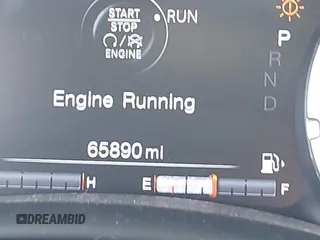 START
STOP
ENGINE
RUN
P
R
N
D
Engine Running
65890 mi
H
E
F
DREAMBID